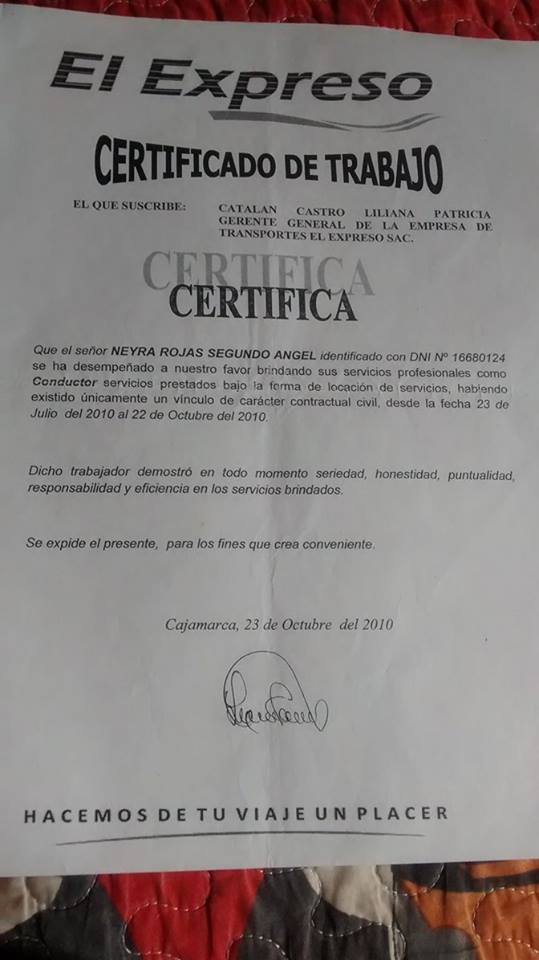 El Expreso
CERTIFICADO DE TRABAJO
EL QUE SUSCRIBE: CATALAN CASTRO LILIANA PATRICIA
GERENTE GENERAL DE LA EMPRESA DE
TRANSPORTES EL EXPRESO SAC.
CERTIFICA
Que el señor NEYRA ROJAS SEGUNDO ANGEL identificado con DNI Nº 16680124
se ha desempeñado a nuestro favor brindando sus servicios profesionales como
Conductor servicios prestados bajo la forma de locación de servicios, habiendo
existido únicamente un vínculo de carácter contractual civil, desde la fecha 23 de
Julio del 2010 al 22 de Octubre del 2010.
Dicho trabajador demostró en todo momento seriedad, honestidad, puntualidad,
responsabilidad y eficiencia en los servicios brindados.
Se expide el presente, para los fines que crea conveniente.
Cajamarca, 23 de Octubre del 2010
HACEMOS DE TU VIAJE UN PLACER